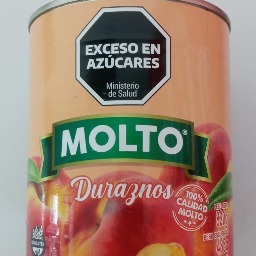 EXCESO EN
AZÚCARES
Ministerio
de Salud
MOLTO®
Duraznos
100%
CALIDAD
MOLTO